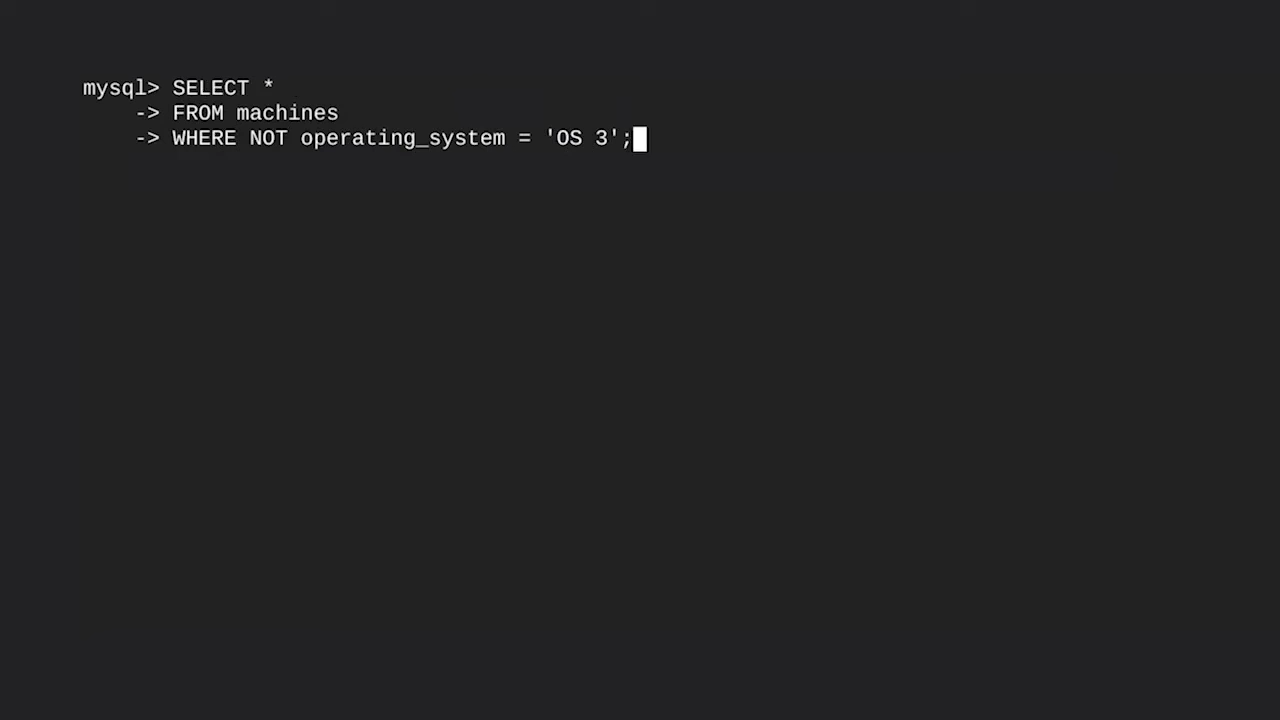 mysql> SELECT *
    -> FROM machines
    -> WHERE NOT operating_system = 'OS 3';